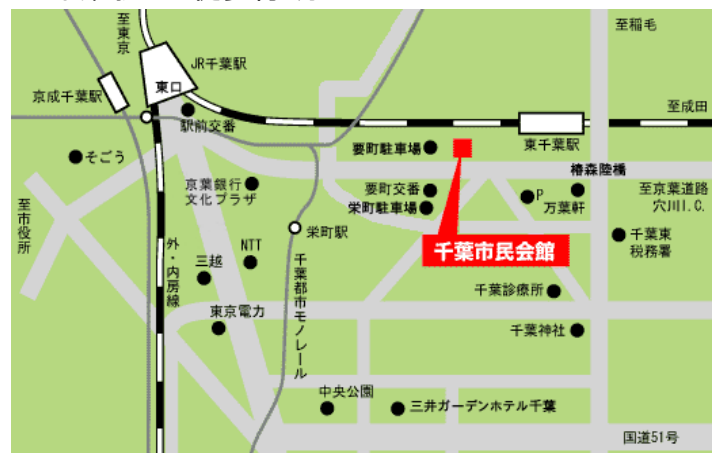 至東京
JR千葉駅
東口
京成千葉駅
駅前交番
至稲毛
至成田
東千葉駅
要町駐車場
椿森陸橋
そごう
京葉銀行
文化プラザ
要町交番
栄町駐車場
P
万葉軒
至京葉道路
穴川I.C.
至市役所
栄町駅
千葉市民会館
千葉東
税務署
外・内房線
NTT
三越
千葉都市モノレール
千葉診療所
東京電力
千葉神社
中央公園
三井ガーデンホテル千葉
国道51号